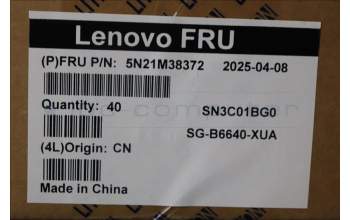 Lenovo FRU
(P)FRU P/N: 5N21M38372 2025-04-08
Quantity: 40 SN3C01BG0
SG-B6640-XUA
(4L)Origin: CN
Made in China